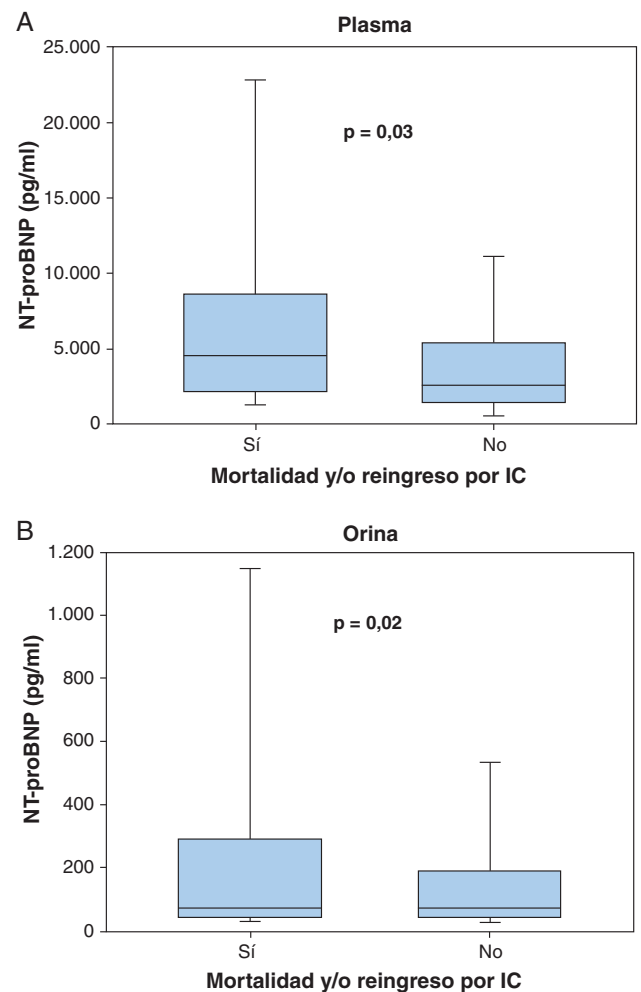 A
Plasma
25.000
20.000
15.000
10.000
5.000
0
NT-proBNP (pg/ml)
p = 0,03
Sí No
Mortalidad y/o reingreso por IC
B
Orina
1.200
1.000
800
600
400
200
0
NT-proBNP (pg/ml)
p = 0,02
Sí No
Mortalidad y/o reingreso por IC